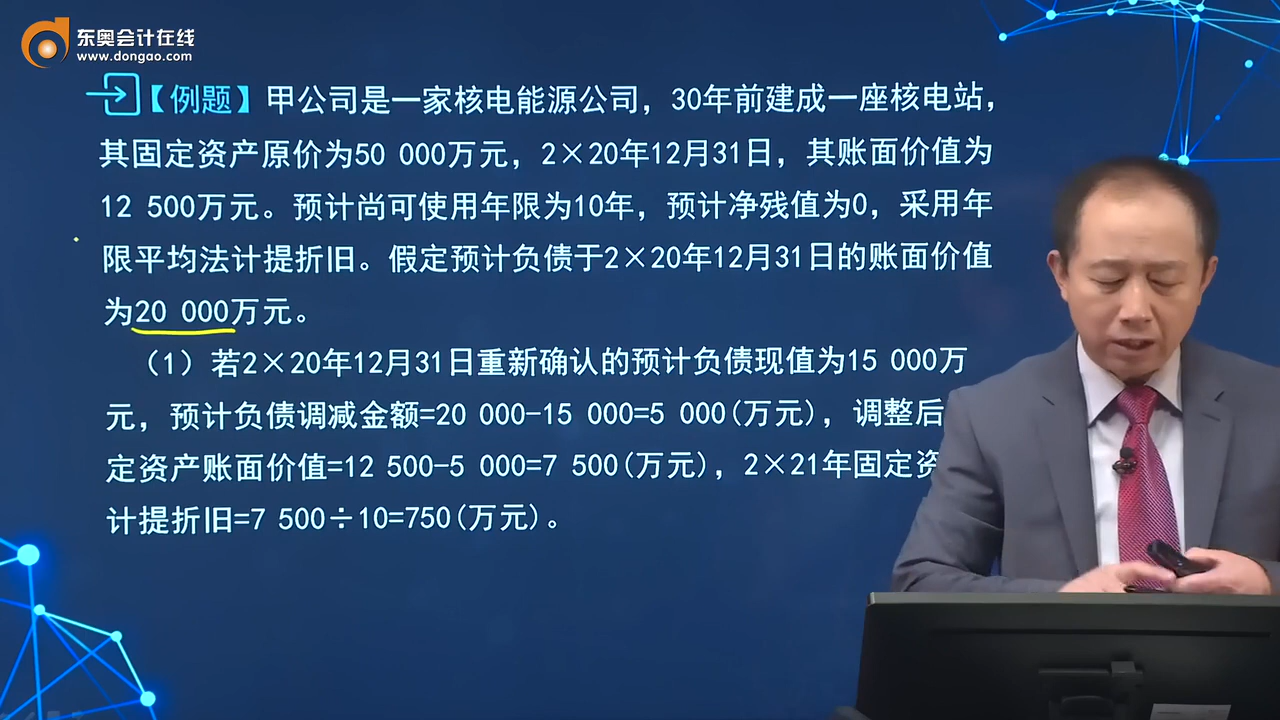 东奥会计在线
www.dongao.com
【例题】甲公司是一家核电能源公司，30年前建成一座核电站，
其固定资产原价为50 000万元，2×20年12月31日，其账面价值为
12 500万元。预计尚可使用年限为10年，预计净残值为0，采用年
限平均法计提折旧。假定预计负债于2×20年12月31日的账面价值
为20 000万元。
（1）若2×20年12月31日重新确认的预计负债现值为15 000万
元，预计负债调减金额=20 000-15 000=5 000(万元)，调整后
定资产账面价值=12 500-5 000=7 500(万元)，2×21年固定资
计提折旧=7 500÷10=750(万元)。